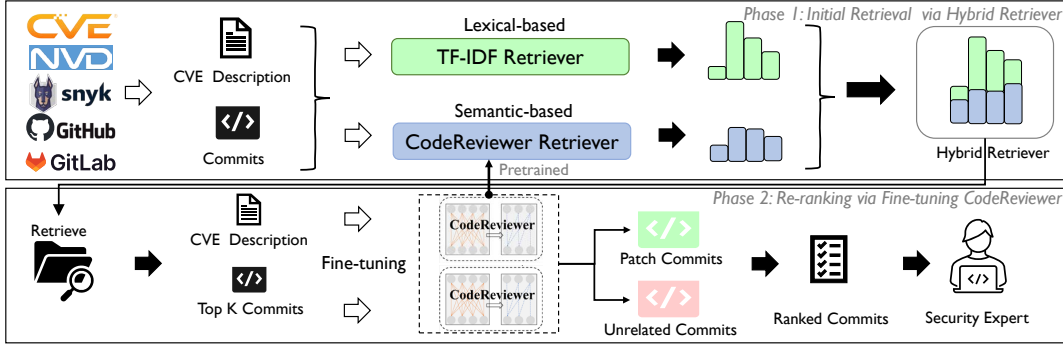 Phase 1: Initial Retrieval via Hybrid Retriever
CVE
NVD
snyk
GitHub
GitLab
CVE Description
</>
Commits
Lexical-based
TF-IDF Retriever
Semantic-based
CodeReviewer Retriever
Pretrained
Hybrid Retriever
Phase 2: Re-ranking via Fine-tuning CodeReviewer
Retrieve
CVE Description
</>
Top K Commits
Fine-tuning
CodeReviewer
CodeReviewer
</>
Patch Commits
</>
Unrelated Commits
Ranked Commits
</>
Security Expert